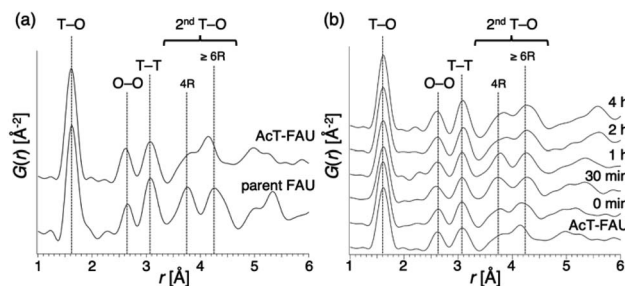 (a)
2nd T–O
T–O
≥ 6R
T–T
O–O
4R
AcT-FAU
parent FAU
G(r) [Å-2]
1 2 3 4 5 6
r [Å]
(b)
2nd T–O
T–O
≥ 6R
T–T
O–O
4R
4 h
2 h
1 h
30 min
0 min
AcT-FAU
G(r) [Å-2]
1 2 3 4 5 6
r [Å]